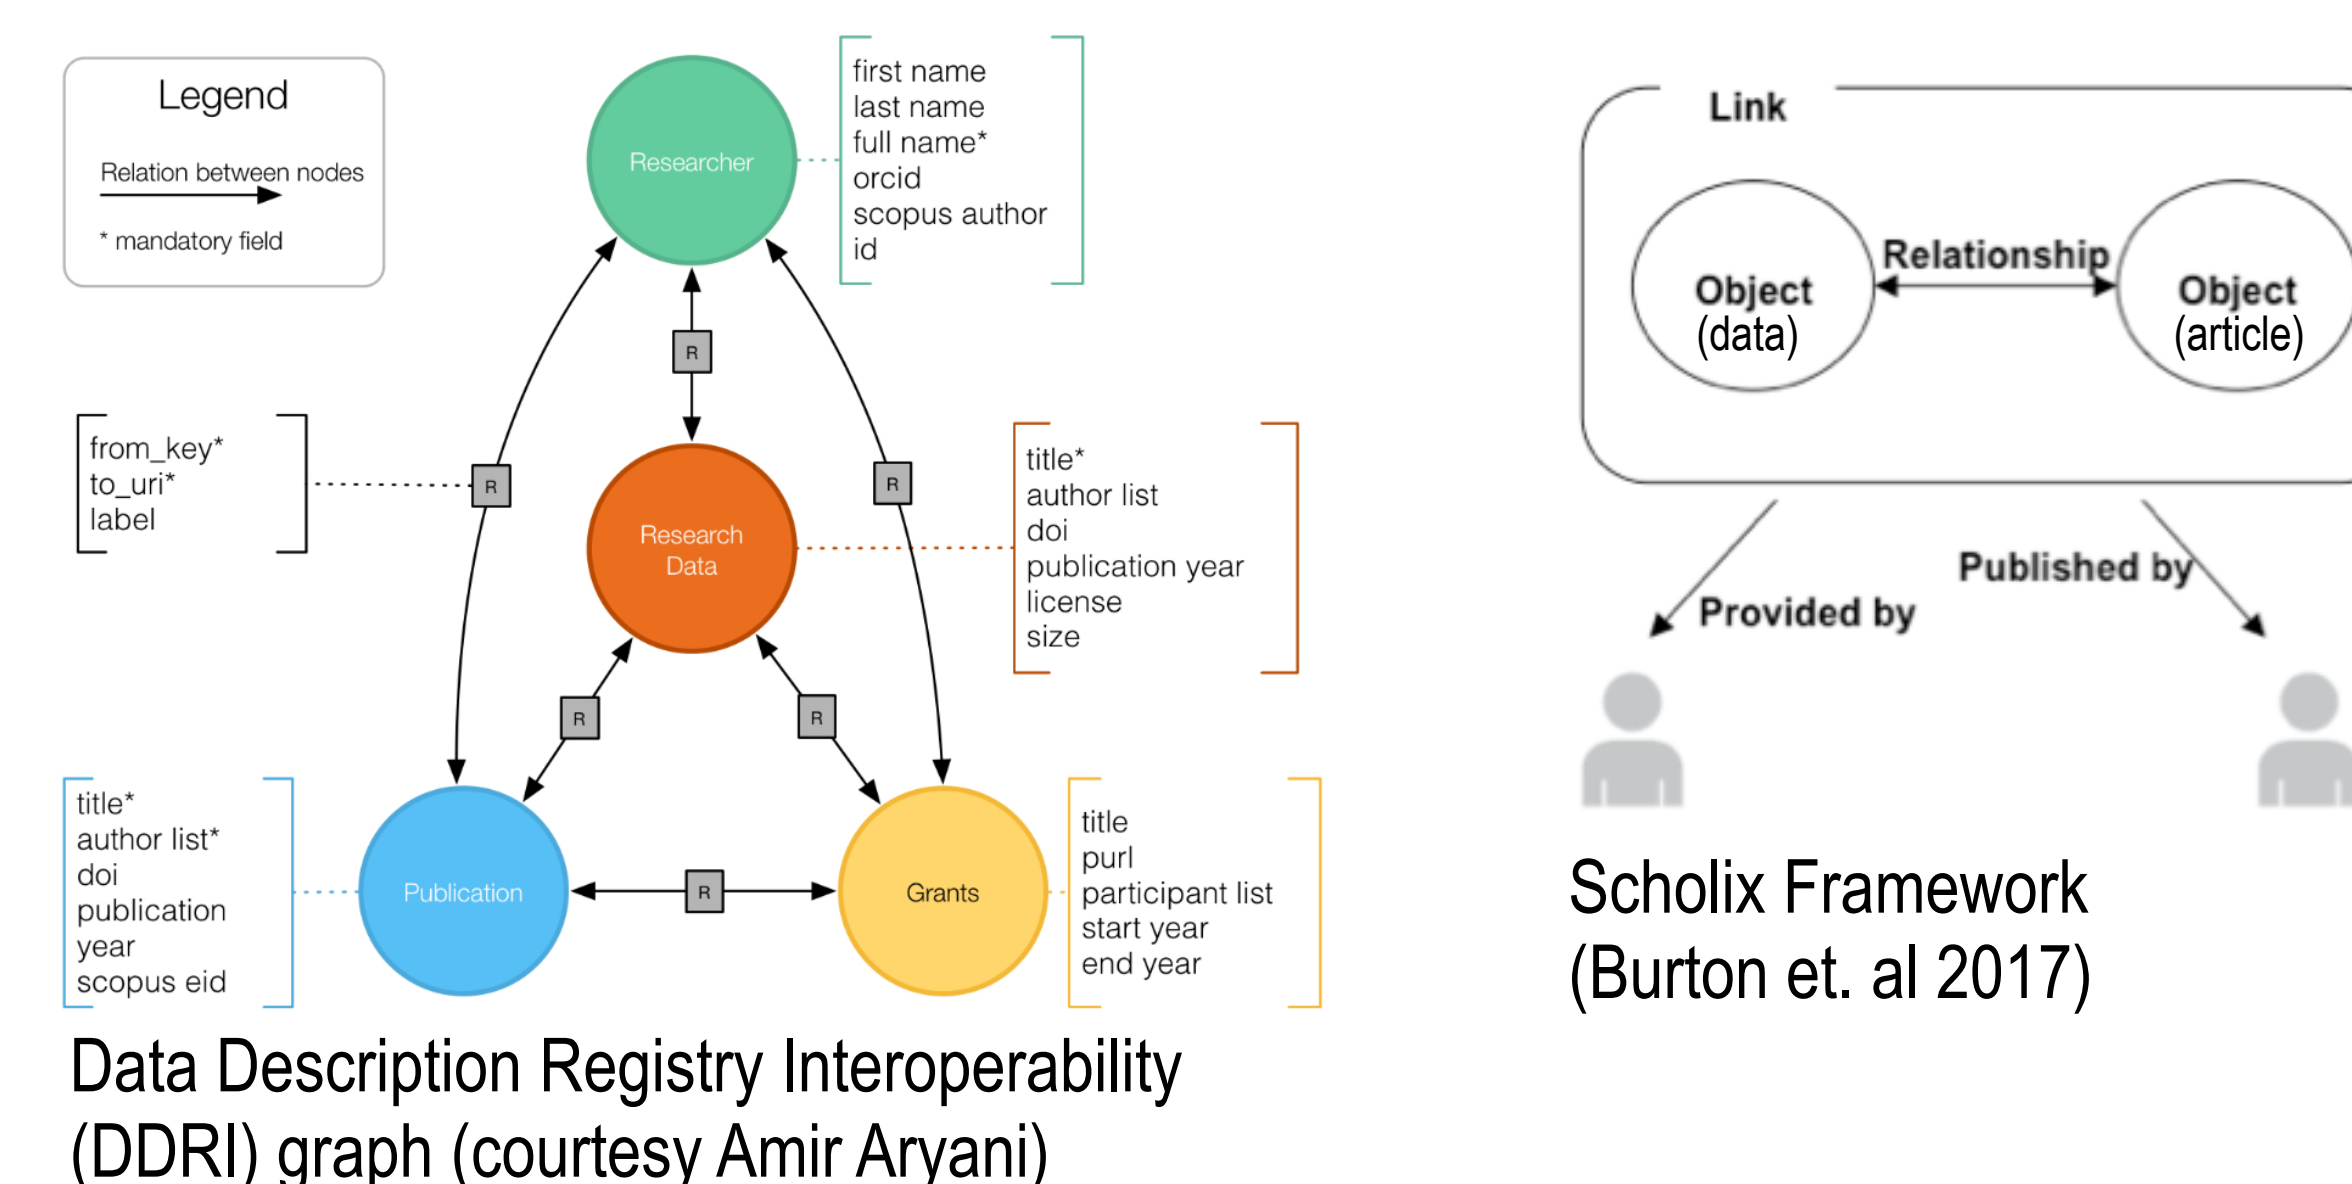 Legend
Relation between nodes
* mandatory field
Researcher
first name
last name
full name*
orcid
scopus author
id
R
from_key*
to_uri*
label
R
R
Research
Data
title*
author list
doi
publication year
license
size
R
R
title*
author list*
doi
publication
year
scopus eid
Publication
R
Grants
title
purl
participant list
start year
end year
Data Description Registry Interoperability
(DDRI) graph (courtesy Amir Aryani)
Link
Relationship
Object
(data)
Object
(article)
Published by
Provided by
Scholix Framework
(Burton et. al 2017)